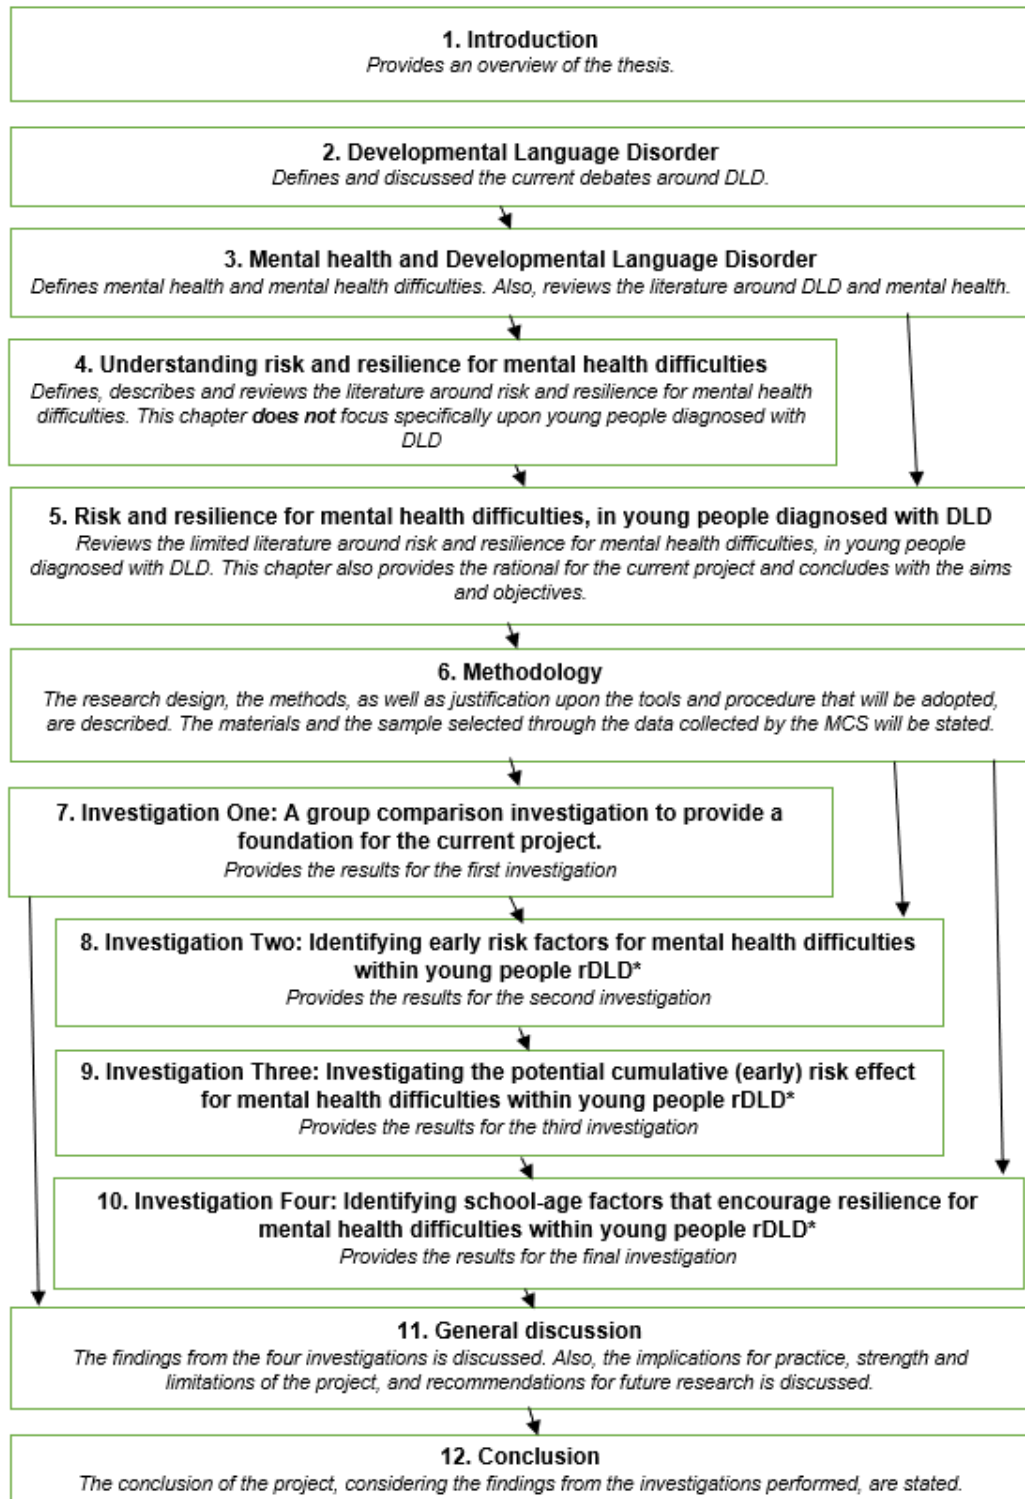 1. Introduction
Provides an overview of the thesis.
2. Developmental Language Disorder
Defines and discussed the current debates around DLD.
3. Mental health and Developmental Language Disorder
Defines mental health and mental health difficulties. Also, reviews the literature around DLD and mental health.
4. Understanding risk and resilience for mental health difficulties
Defines, describes and reviews the literature around risk and resilience for mental health
difficulties. This chapter does not focus specifically upon young people diagnosed with
DLD
5. Risk and resilience for mental health difficulties, in young people diagnosed with DLD
Reviews the limited literature around risk and resilience for mental health difficulties, in young people
diagnosed with DLD. This chapter also provides the rational for the current project and concludes with the aims
and objectives.
6. Methodology
The research design, the methods, as well as justification upon the tools and procedure that will be adopted,
are described. The materials and the sample selected through the data collected by the MCS will be stated.
7. Investigation One: A group comparison investigation to provide a
foundation for the current project.
Provides the results for the first investigation
8. Investigation Two: Identifying early risk factors for mental health difficulties
within young people rDLD*
Provides the results for the second investigation
9. Investigation Three: Investigating the potential cumulative (early) risk effect
for mental health difficulties within young people rDLD*
Provides the results for the third investigation
10. Investigation Four: Identifying school-age factors that encourage resilience for
mental health difficulties within young people rDLD*
Provides the results for the final investigation
11. General discussion
The findings from the four investigations is discussed. Also, the implications for practice, strength and
limitations of the project, and recommendations for future research is discussed.
12. Conclusion
The conclusion of the project, considering the findings from the investigations performed, are stated.